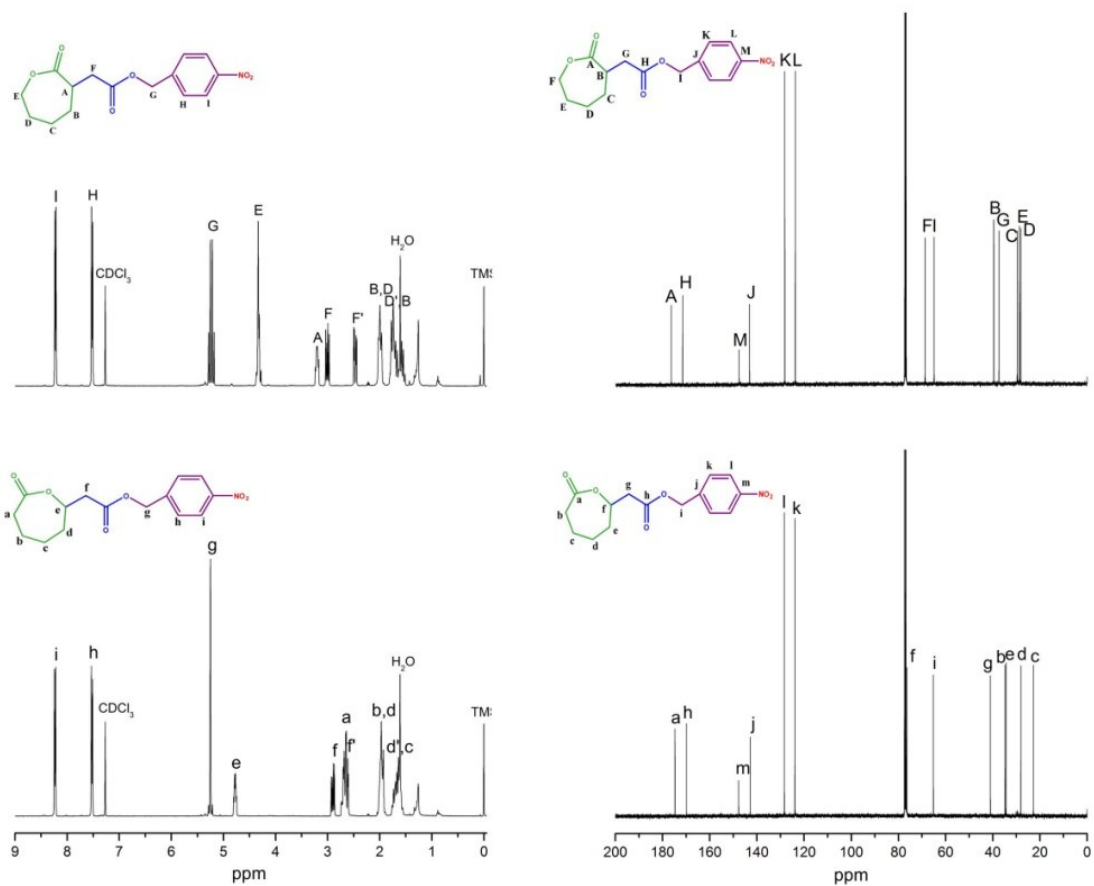 O
F
O
NO₂
O
A
G
H
I
E
O
B
D
C
I
H
G
E
CDCl₃
H₂O
B,D
D',B
A
F
F'
TMS
O
G
K
L
J
M
NO₂
O
A
B
H
O
I
F
C
O
E
D
KL
A
H
M
J
FI
B
G
C
E
D
O
O
f
O
NO₂
e
g
h
i
a
d
O
b
c
g
i
h
CDCl₃
H₂O
e
f
a
f'
b,d
d',c
TMS
9
8
7
6
5
4
3
2
1
0
ppm
O
O
g
k
l
j
m
NO₂
a
h
O
i
b
f
O
e
c
d
l
k
a
h
m
j
f
i
g
b
e
d
c
200
180
160
140
120
100
80
60
40
20
0
ppm